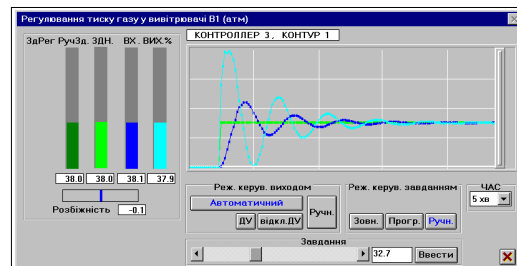 Регулювання тиску газу у вивітрювачі В1 (атм)
КОНТРОЛЛЕР 3, КОНТУР 1
ЗдРег РучЗд. ЗДН. ВХ. ВИХ.%
38.0 38.0 38.1 37.9
Розбіжність -0.1
Реж. керув. виходом
Автоматичний
ДУ відкл.ДУ Ручн.
Реж. керув. завданням
Зовн. Прогр. Ручн.
ЧАС
5 хв
Завдання
32.7 Ввести